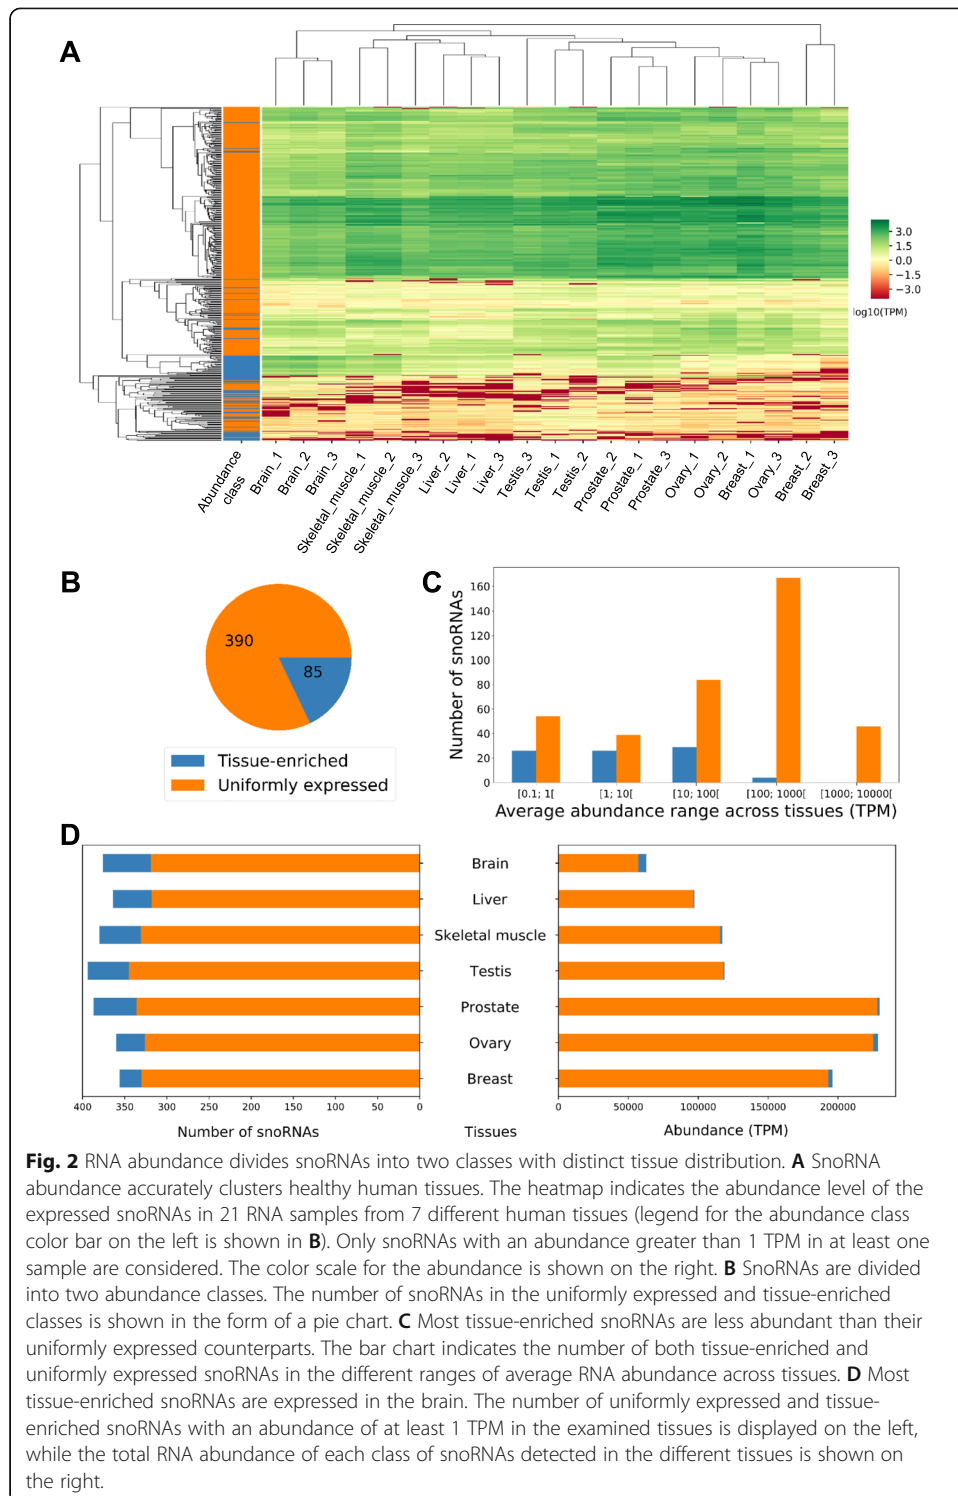 A
3.0
1.5
0.0
−1.5
−3.0
log10(TPM)
Abundance class
Brain_1
Brain_2
Brain_3
Skeletal_muscle_1
Skeletal_muscle_2
Skeletal_muscle_3
Liver_2
Liver_1
Liver_3
Testis_3
Testis_1
Testis_2
Prostate_2
Prostate_1
Prostate_3
Ovary_1
Ovary_2
Breast_1
Ovary_3
Breast_2
Breast_3
B
390
85
Tissue-enriched
Uniformly expressed
C
Number of snoRNAs
160
140
120
100
80
60
40
20
0
[0.1; 1[ [1; 10[ [10; 100[ [100; 1000[ [1000; 10000[
Average abundance range across tissues (TPM)
D
Brain
Liver
Skeletal muscle
Testis
Prostate
Ovary
Breast
400 350 300 250 200 150 100 50 0
Number of snoRNAs
Tissues
0 50000 100000 150000 200000
Abundance (TPM)
Fig. 2 RNA abundance divides snoRNAs into two classes with distinct tissue distribution. A SnoRNA
abundance accurately clusters healthy human tissues. The heatmap indicates the abundance level of the
expressed snoRNAs in 21 RNA samples from 7 different human tissues (legend for the abundance class
color bar on the left is shown in B). Only snoRNAs with an abundance greater than 1 TPM in at least one
sample are considered. The color scale for the abundance is shown on the right. B SnoRNAs are divided
into two abundance classes. The number of snoRNAs in the uniformly expressed and tissue-enriched
classes is shown in the form of a pie chart. C Most tissue-enriched snoRNAs are less abundant than their
uniformly expressed counterparts. The bar chart indicates the number of both tissue-enriched and
uniformly expressed snoRNAs in the different ranges of average RNA abundance across tissues. D Most
tissue-enriched snoRNAs are expressed in the brain. The number of uniformly expressed and tissue-
enriched snoRNAs with an abundance of at least 1 TPM in the examined tissues is displayed on the left,
while the total RNA abundance of each class of snoRNAs detected in the different tissues is shown on
the right.